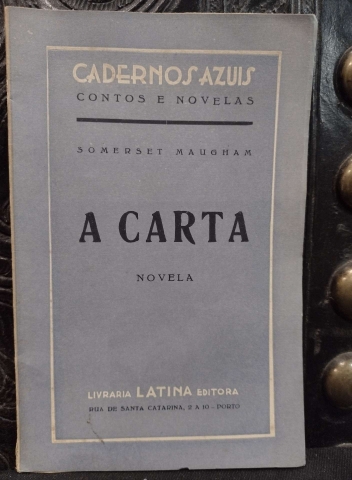 CADERNOS AZUIS
CONTOS E NOVELAS
SOMERSET MAUGHAM
A CARTA
NOVELA
LIVRARIA LATINA EDITORA
RUA DE SANTA CATARINA, 2 A 10 - PORTO